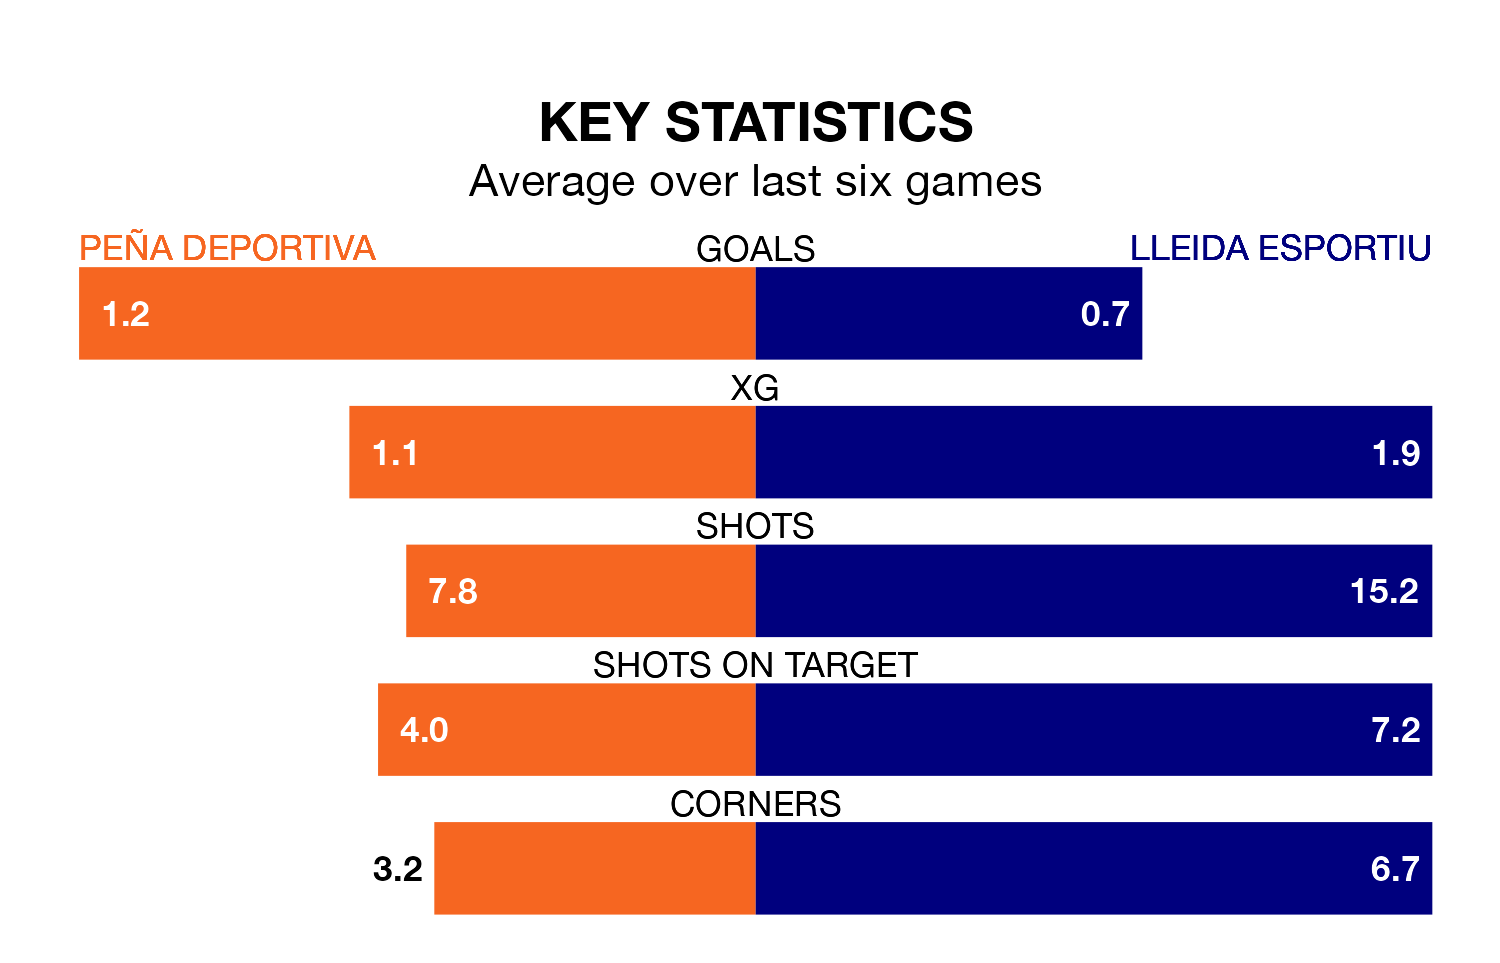 KEY STATISTICS
Average over last six games
PEÑA DEPORTIVA GOALS LLEIDA ESPORTIU
1.2 0.7
XG
1.1 1.9
SHOTS
7.8 15.2
SHOTS ON TARGET
4.0 7.2
CORNERS
3.2 6.7